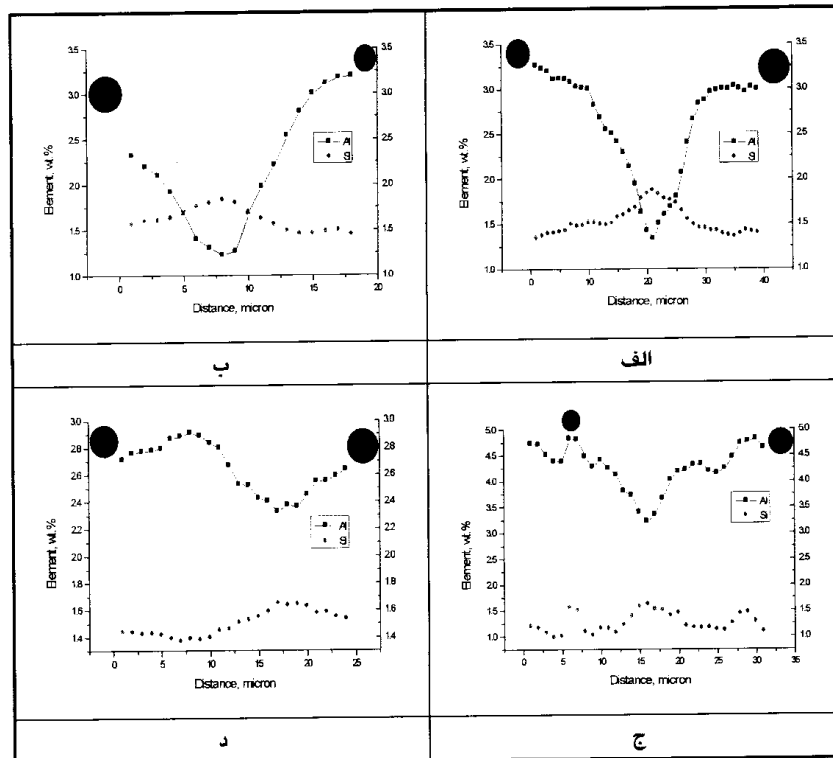 Element, wt.%
3.5
3.0
2.5
2.0
1.5
1.0
3.5
3.0
2.5
2.0
1.5
1.0
Al
Si
0 10 20 30 40
Distance, micron
الف
Element, wt.%
3.5
3.0
2.5
2.0
1.5
1.0
3.5
3.0
2.5
2.0
1.5
1.0
Al
Si
0 5 10 15 20
Distance, micron
ب
Element, wt.%
5.0
4.5
4.0
3.5
3.0
2.5
2.0
1.5
1.0
5.0
4.5
4.0
3.5
3.0
2.5
2.0
1.5
1.0
Al
Si
0 5 10 15 20 25 30 35
Distance, micron
ج
Element, wt.%
3.0
2.8
2.6
2.4
2.2
2.0
1.8
1.6
1.4
3.0
2.8
2.6
2.4
2.2
2.0
1.8
1.6
1.4
Al
Si
0 5 10 15 20 25
Distance, micron
د